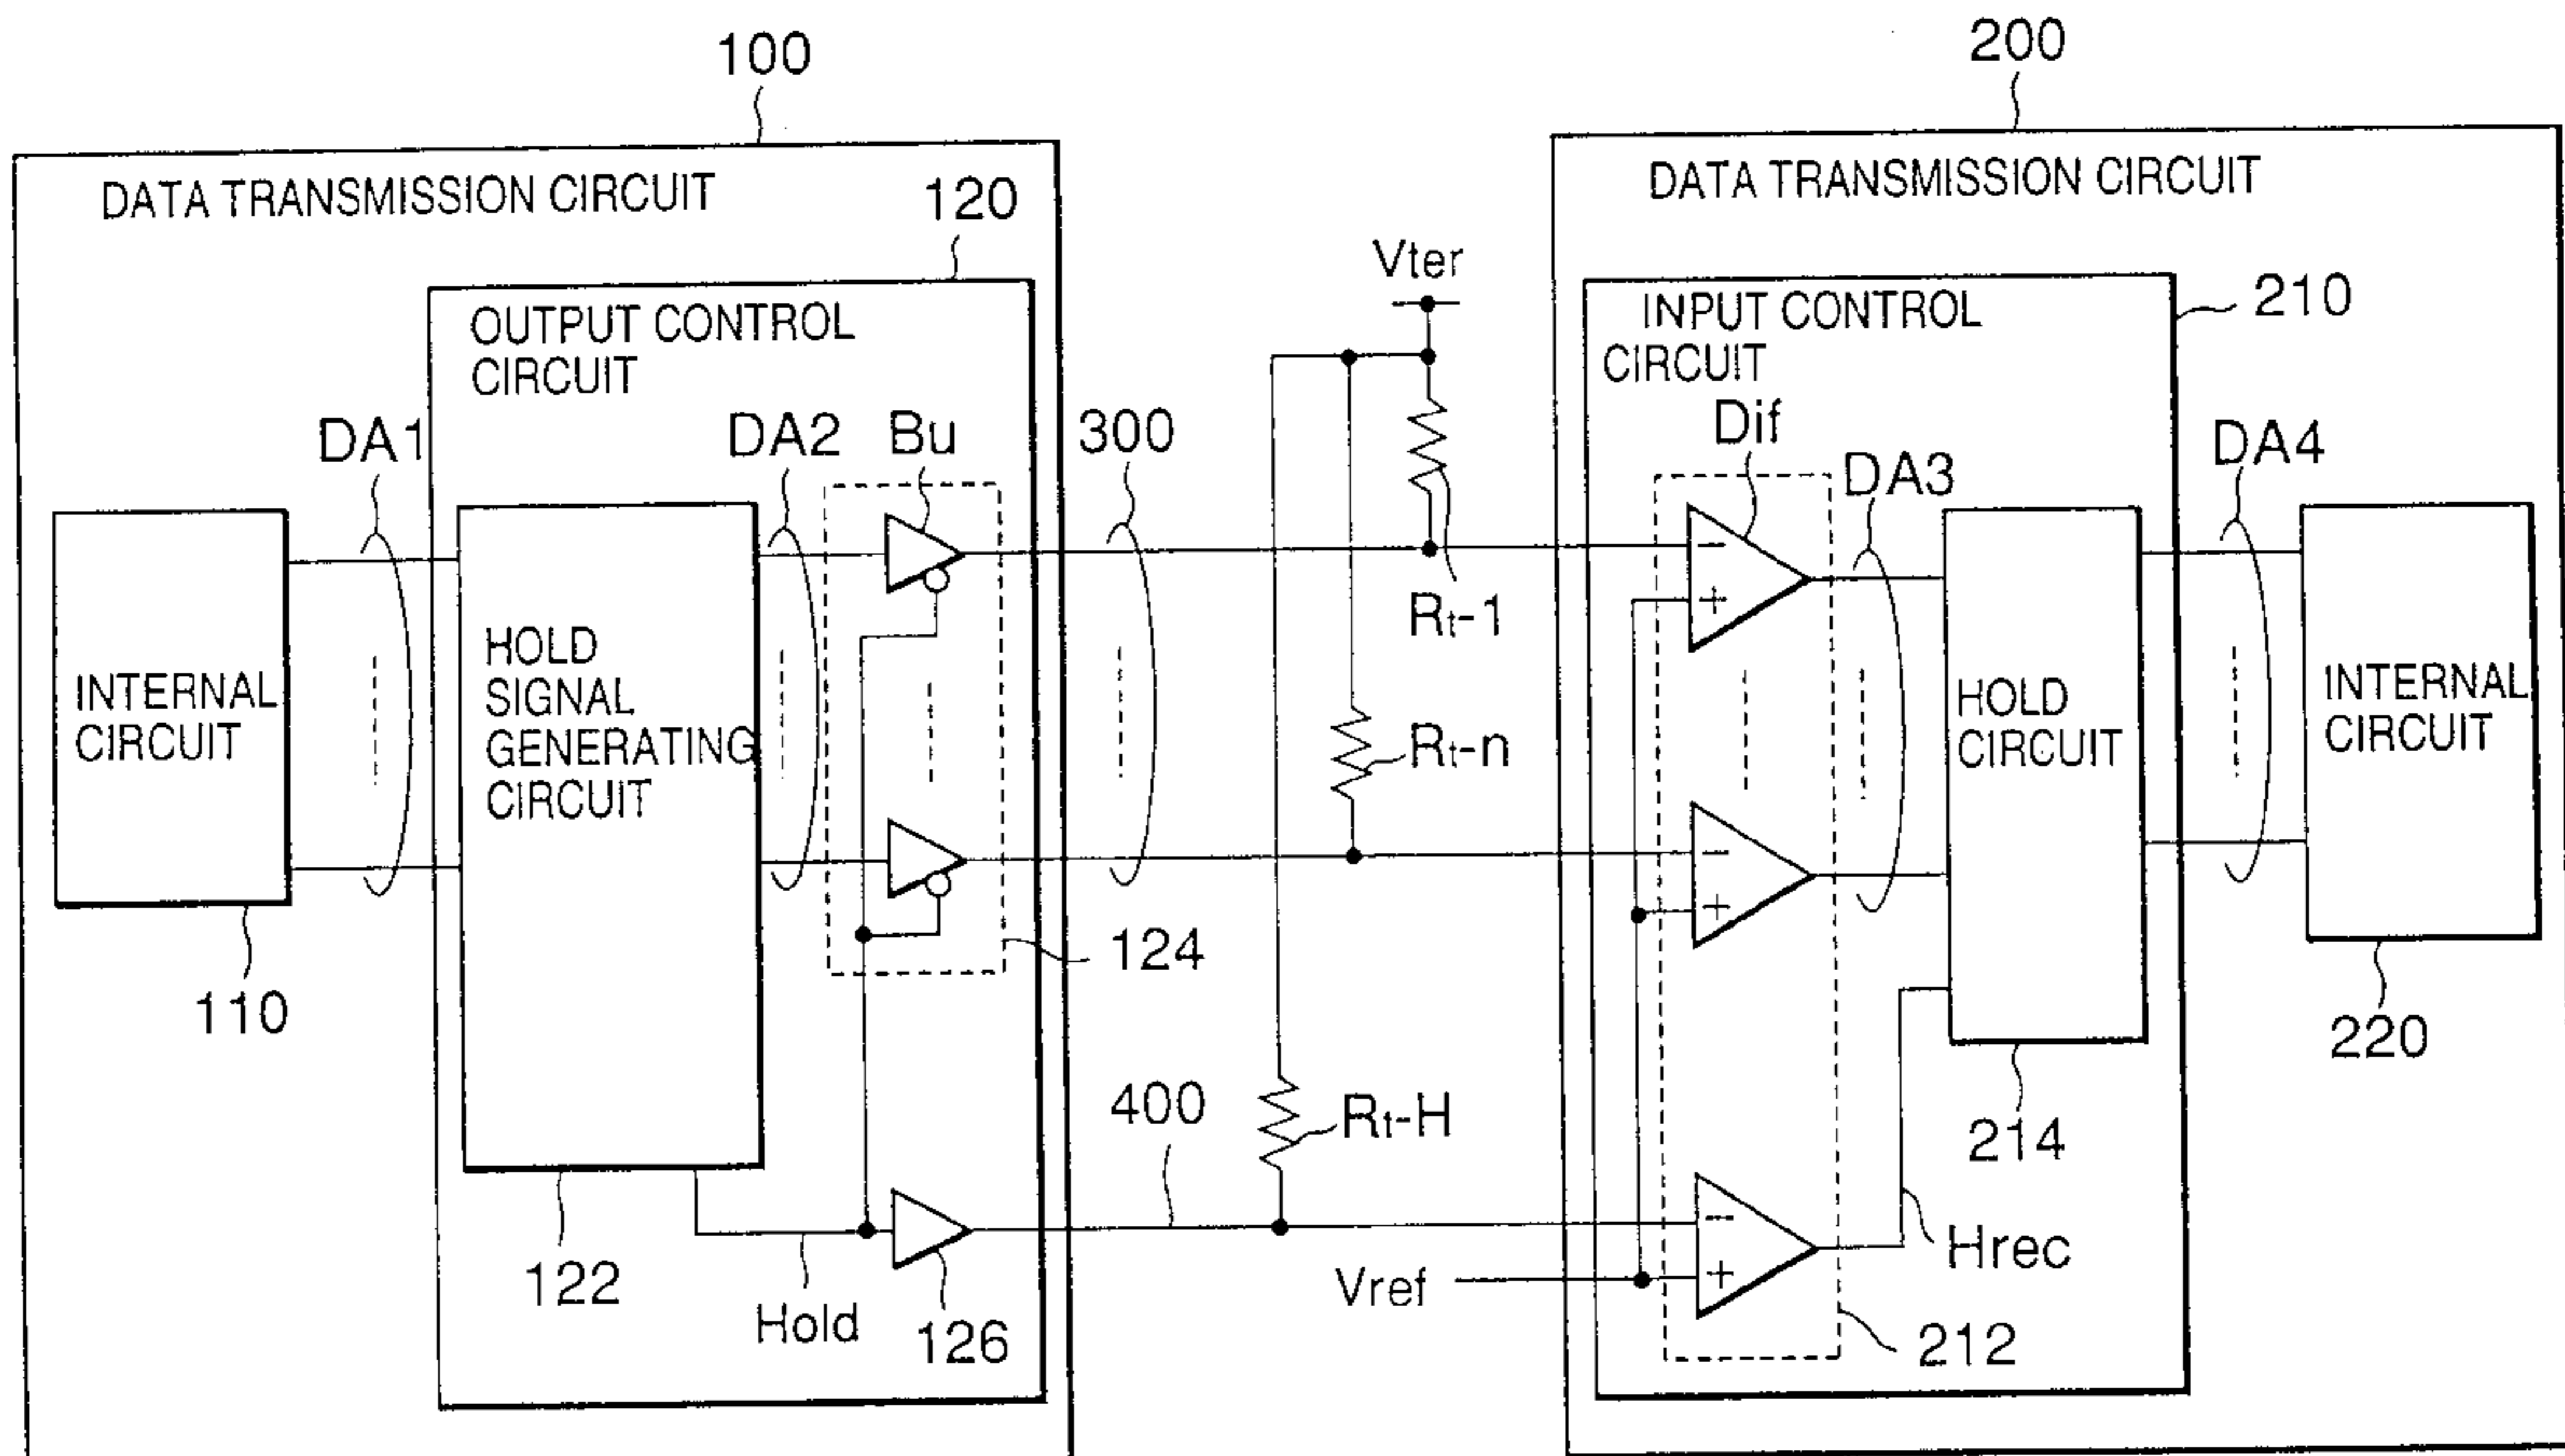 100
200
DATA TRANSMISSION CIRCUIT
120
DATA TRANSMISSION CIRCUIT
Vter
OUTPUT CONTROL
CIRCUIT
INPUT CONTROL
CIRCUIT
210
DA1
DA2
Bu
300
Dif
DA3
DA4
INTERNAL
CIRCUIT
HOLD
SIGNAL
GENERATING
CIRCUIT
Rt-1
Rt-n
−
+
−
+
HOLD
CIRCUIT
INTERNAL
CIRCUIT
110
124
220
400
Rt-H
214
122
Hold
126
Vref
−
+
Hrec
212